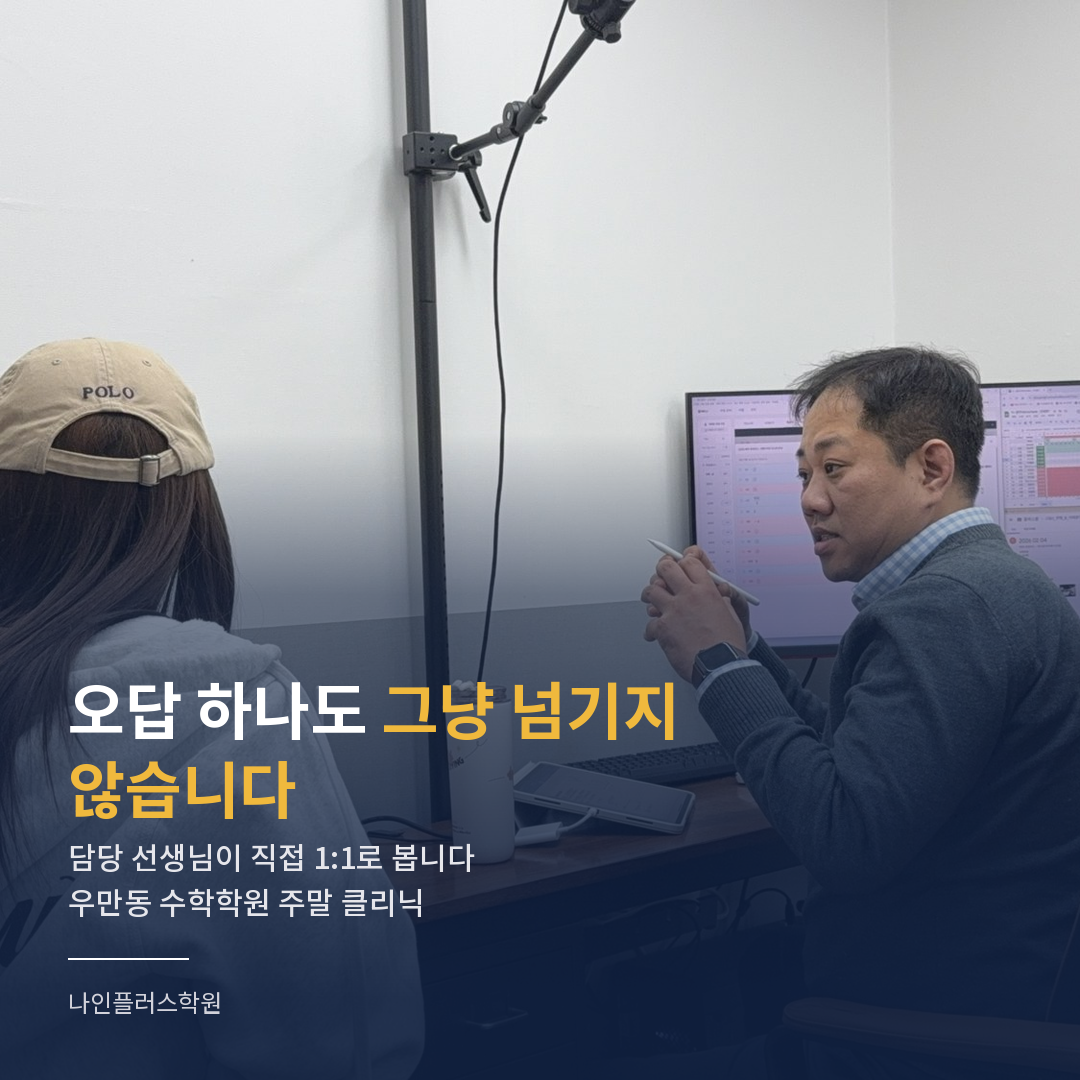 POLO
오답 하나도 그냥 넘기지
않습니다
담당 선생님이 직접 1:1로 봅니다
우만동 수학학원 주말 클리닉
나인플러스학원